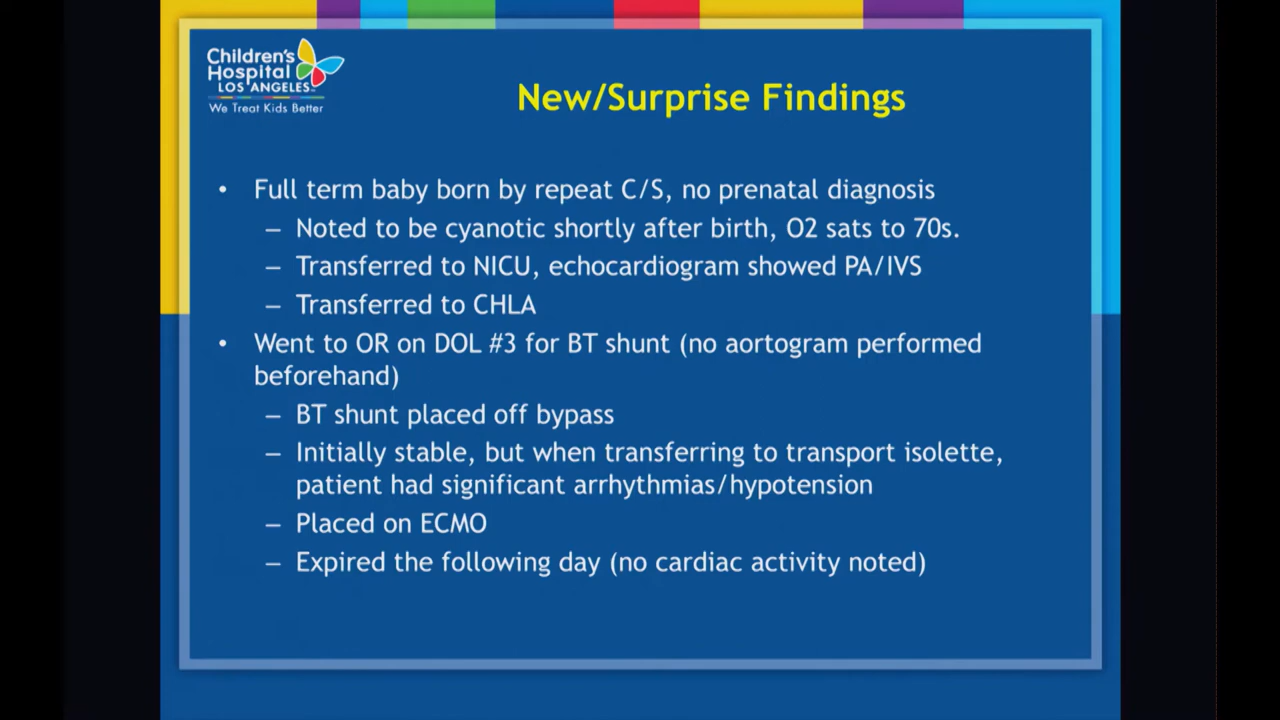 Children's
Hospital
LOS ANGELES
We Treat Kids Better
New/Surprise Findings
• Full term baby born by repeat C/S, no prenatal diagnosis
– Noted to be cyanotic shortly after birth, O2 sats to 70s.
– Transferred to NICU, echocardiogram showed PA/IVS
– Transferred to CHLA
• Went to OR on DOL #3 for BT shunt (no aortogram performed
beforehand)
– BT shunt placed off bypass
– Initially stable, but when transferring to transport isolette,
patient had significant arrhythmias/hypotension
– Placed on ECMO
– Expired the following day (no cardiac activity noted)